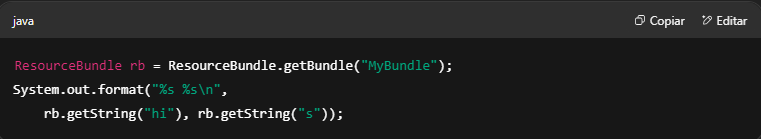 java
Copiar
Editar
ResourceBundle rb = ResourceBundle.getBundle("MyBundle");
System.out.format("%s %s\n",
    rb.getString("hi"), rb.getString("s"));